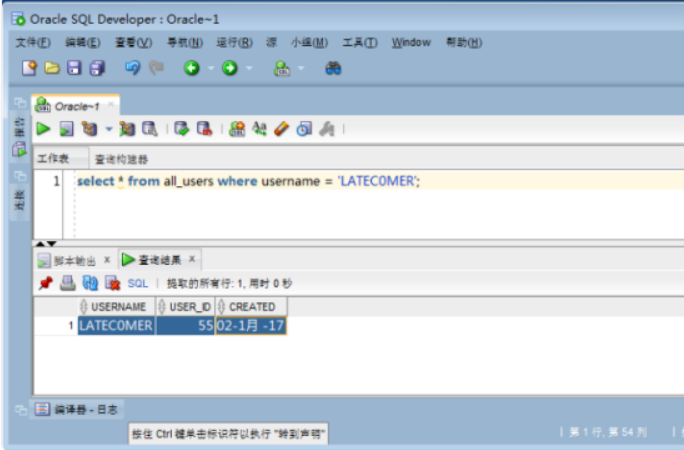 Oracle SQL Developer : Oracle~1
文件(F) 编辑(E) 查看(V) 导航(N) 运行(R) 源 小组(M) 工具(T) Window 帮助(H)
Oracle~1
工作表 查询构建器
1 select * from all_users where username = 'LATEC0MER';
脚本输出 x 查询结果 x
SQL | 提取的所有行: 1, 用时 0 秒
USERNAME USER_ID CREATED
1 LATEC0MER 55 02-1月 -17
编译器 - 日志
按住 Ctrl 键单击标识符以执行 "转到声明"
第 1 行, 第 54 列